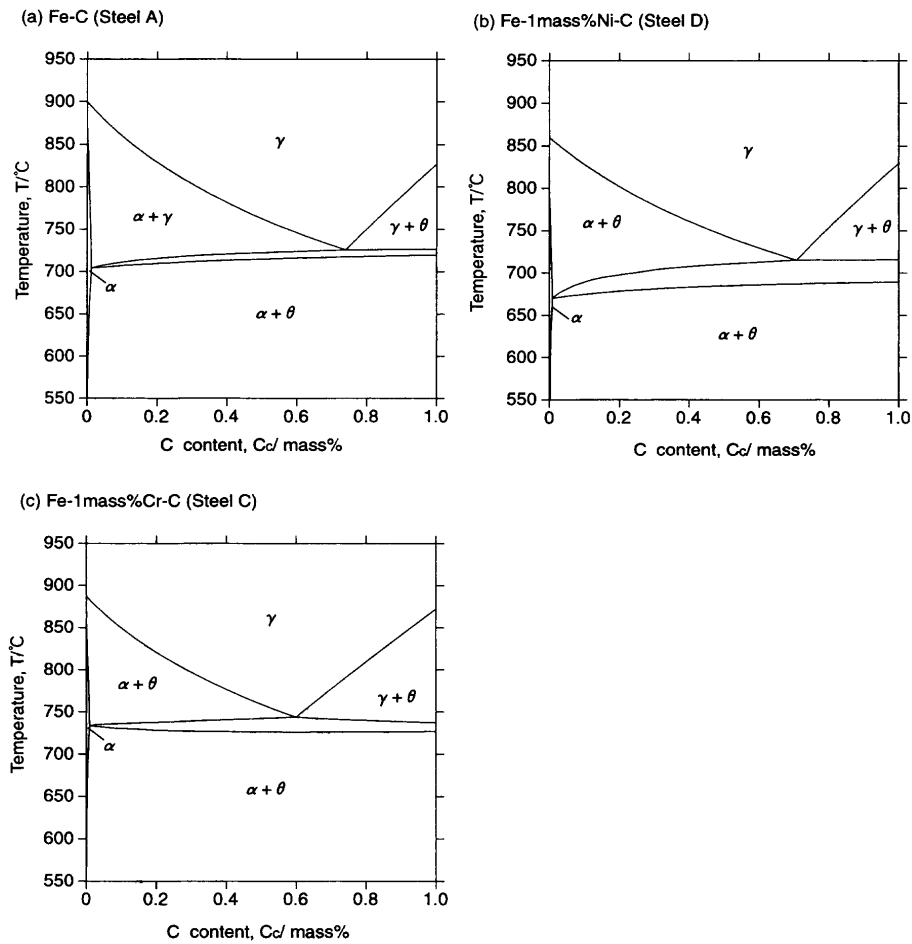 (a) Fe-C (Steel A)
Temperature, T/℃
950
900
850
800
750
700
650
600
550
γ
α + γ
γ + θ
α
α + θ
0 0.2 0.4 0.6 0.8 1.0
C content, Cc/ mass%
(b) Fe-1mass%Ni-C (Steel D)
Temperature, T/℃
950
900
850
800
750
700
650
600
550
γ
α + θ
γ + θ
α
α + θ
0 0.2 0.4 0.6 0.8 1.0
C content, Cc/ mass%
(c) Fe-1mass%Cr-C (Steel C)
Temperature, T/℃
950
900
850
800
750
700
650
600
550
γ
α + θ
γ + θ
α
α + θ
0 0.2 0.4 0.6 0.8 1.0
C content, Cc/ mass%